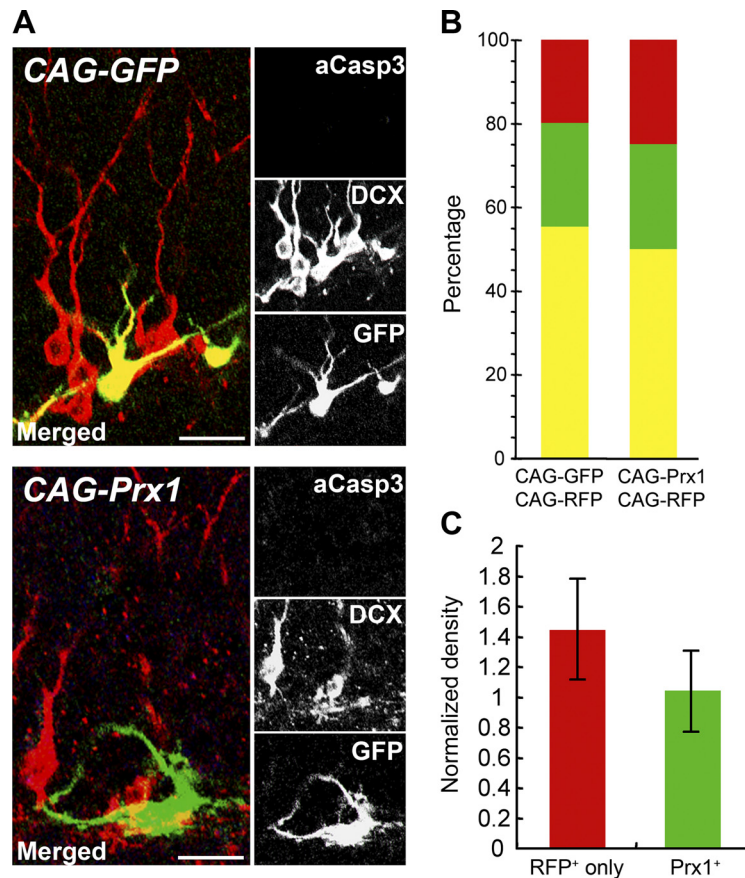 A
CAG-GFP
aCasp3
DCX
GFP
Merged
CAG-Prx1
aCasp3
DCX
GFP
Merged
B
Percentage
100
80
60
40
20
0
CAG-GFP
CAG-RFP
CAG-Prx1
CAG-RFP
C
Normalized density
2
1.8
1.6
1.4
1.2
1
0.8
0.6
0.4
0.2
0
RFP⁺ only
Prx1⁺